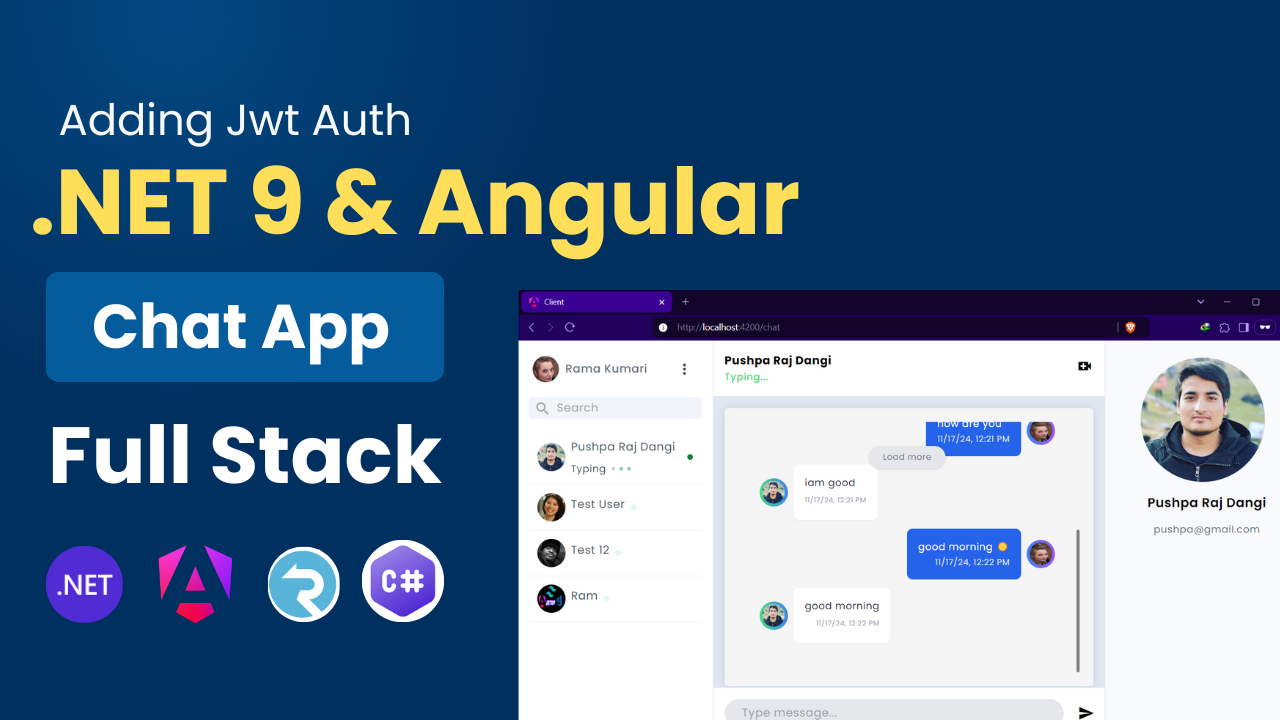 Adding Jwt Auth
.NET 9 & Angular
Chat App
Full Stack
.NET
C#
Client
http://localhost:4200/chat
Rama Kumari
Search
Pushpa Raj Dangi
Typing
Test User
Test 12
Ram
Pushpa Raj Dangi
Typing...
how are you
11/17/24, 12:21 PM
Load more
iam good
11/17/24, 12:21 PM
good morning
11/17/24, 12:22 PM
good morning
11/17/24, 12:22 PM
Type message...
Pushpa Raj Dangi
pushpa@gmail.com